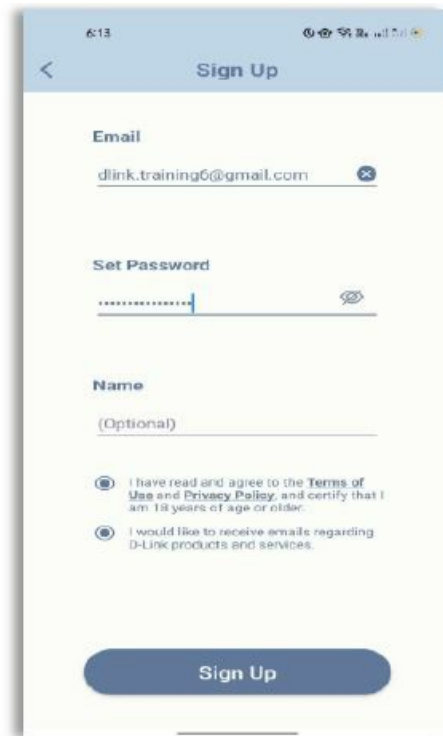 6:13
Sign Up
Email
dlink.training6@gmail.com
Set Password
Name
(Optional)
I have read and agree to the Terms of
Use and Privacy Policy, and certify that I
am 18 years of age or older.
I would like to receive emails regarding
D-Link products and services.
Sign Up